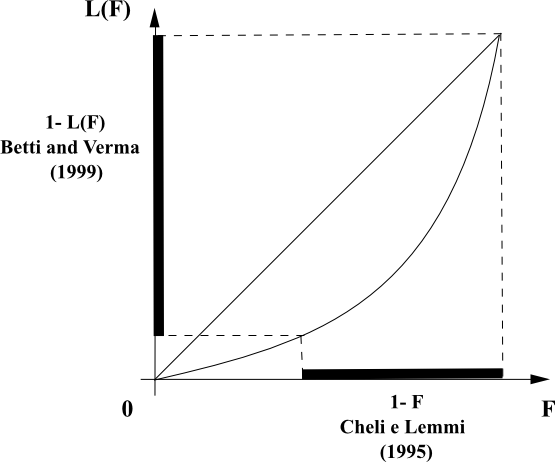 L(F)
1- L(F)
Betti and Verma
(1999)
0
1- F
F
Cheli e Lemmi
(1995)